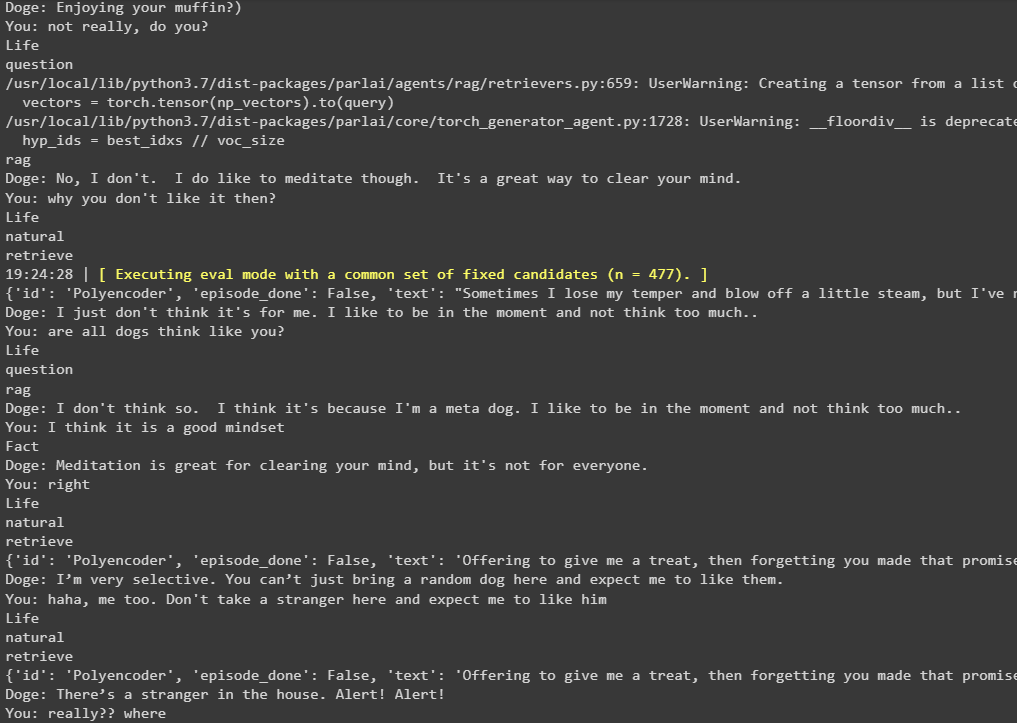 Doge: Enjoying your muffin?)
You: not really, do you?
Life
question
/usr/local/lib/python3.7/dist-packages/parlai/agents/rag/retrievers.py:659: UserWarning: Creating a tensor from a list
  vectors = torch.tensor(np_vectors).to(query)
/usr/local/lib/python3.7/dist-packages/parlai/core/torch_generator_agent.py:1728: UserWarning: __floordiv__ is deprecate
  hyp_ids = best_idxs // voc_size
rag
Doge: No, I don't.  I do like to meditate though.  It's a great way to clear your mind.
You: why you don't like it then?
Life
natural
retrieve
19:24:28 | [ Executing eval mode with a common set of fixed candidates (n = 477). ]
{'id': 'Polyencoder', 'episode_done': False, 'text': "Sometimes I lose my temper and blow off a little steam, but I've
Doge: I just don't think it's for me. I like to be in the moment and not think too much..
You: are all dogs think like you?
Life
question
rag
Doge: I don't think so.  I think it's because I'm a meta dog. I like to be in the moment and not think too much..
You: I think it is a good mindset
Fact
Doge: Meditation is great for clearing your mind, but it's not for everyone.
You: right
Life
natural
retrieve
{'id': 'Polyencoder', 'episode_done': False, 'text': 'Offering to give me a treat, then forgetting you made that promise
Doge: I’m very selective. You can’t just bring a random dog here and expect me to like them.
You: haha, me too. Don't take a stranger here and expect me to like him
Life
natural
retrieve
{'id': 'Polyencoder', 'episode_done': False, 'text': 'Offering to give me a treat, then forgetting you made that promise
Doge: There’s a stranger in the house. Alert! Alert!
You: really?? where